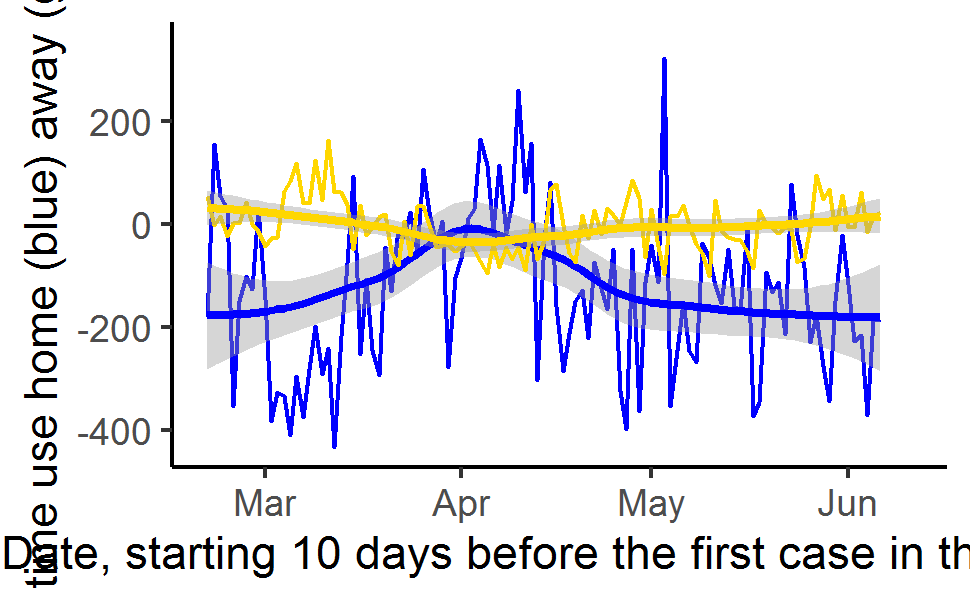 time use home (blue) away (
200
0
-200
-400
Mar Apr May Jun
Date, starting 10 days before the first case in th